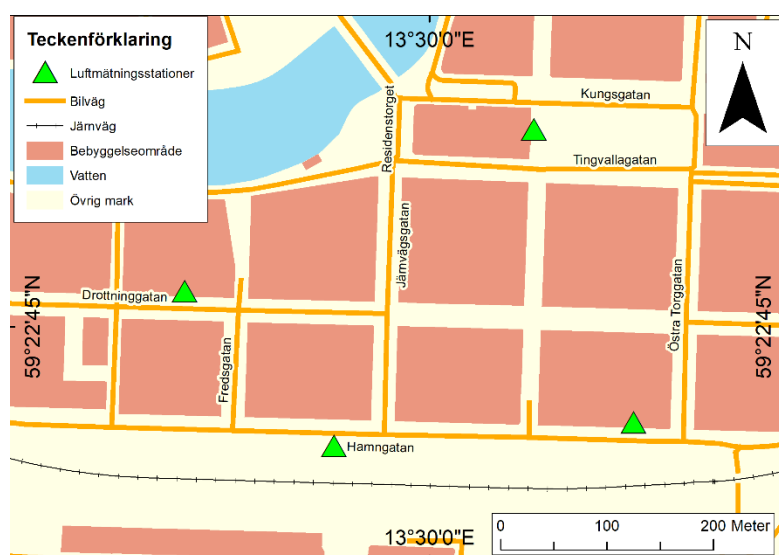 Teckenförklaring
Luftmätningsstationer
Bilväg
Järnväg
Bebyggelseområde
Vatten
Övrig mark
13°30'0"E
N
Kungsgatan
Residenstorget
Tingvallagatan
Järnvägsgatan
Drottninggatan
59°22'45"N
Fredsgatan
Östra Torggatan
59°22'45"N
Hamngatan
13°30'0"E
0 100 200 Meter